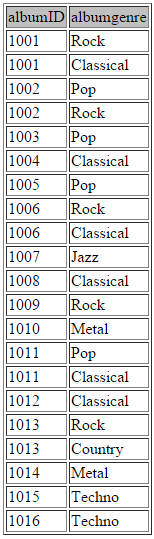 albumID albumgenre
1001 Rock
1001 Classical
1002 Pop
1002 Rock
1003 Pop
1004 Classical
1005 Pop
1006 Rock
1006 Classical
1007 Jazz
1008 Classical
1009 Rock
1010 Metal
1011 Pop
1011 Classical
1012 Classical
1013 Rock
1013 Country
1014 Metal
1015 Techno
1016 Techno